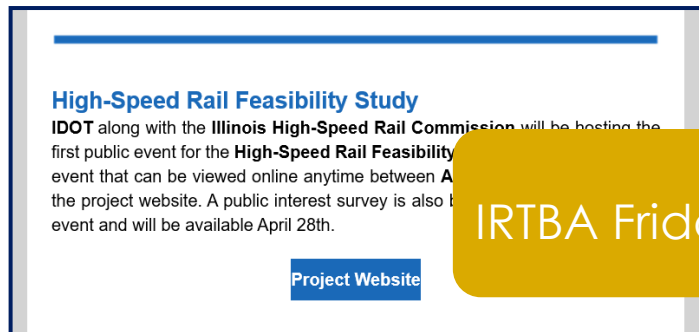 High-Speed Rail Feasibility Study
IDOT along with the Illinois High-Speed Rail Commission will be hosting the
first public event for the High-Speed Rail Feasibility
event that can be viewed online anytime between
the project website. A public interest survey is also
event and will be available April 28th.
IRTBA
Project Website